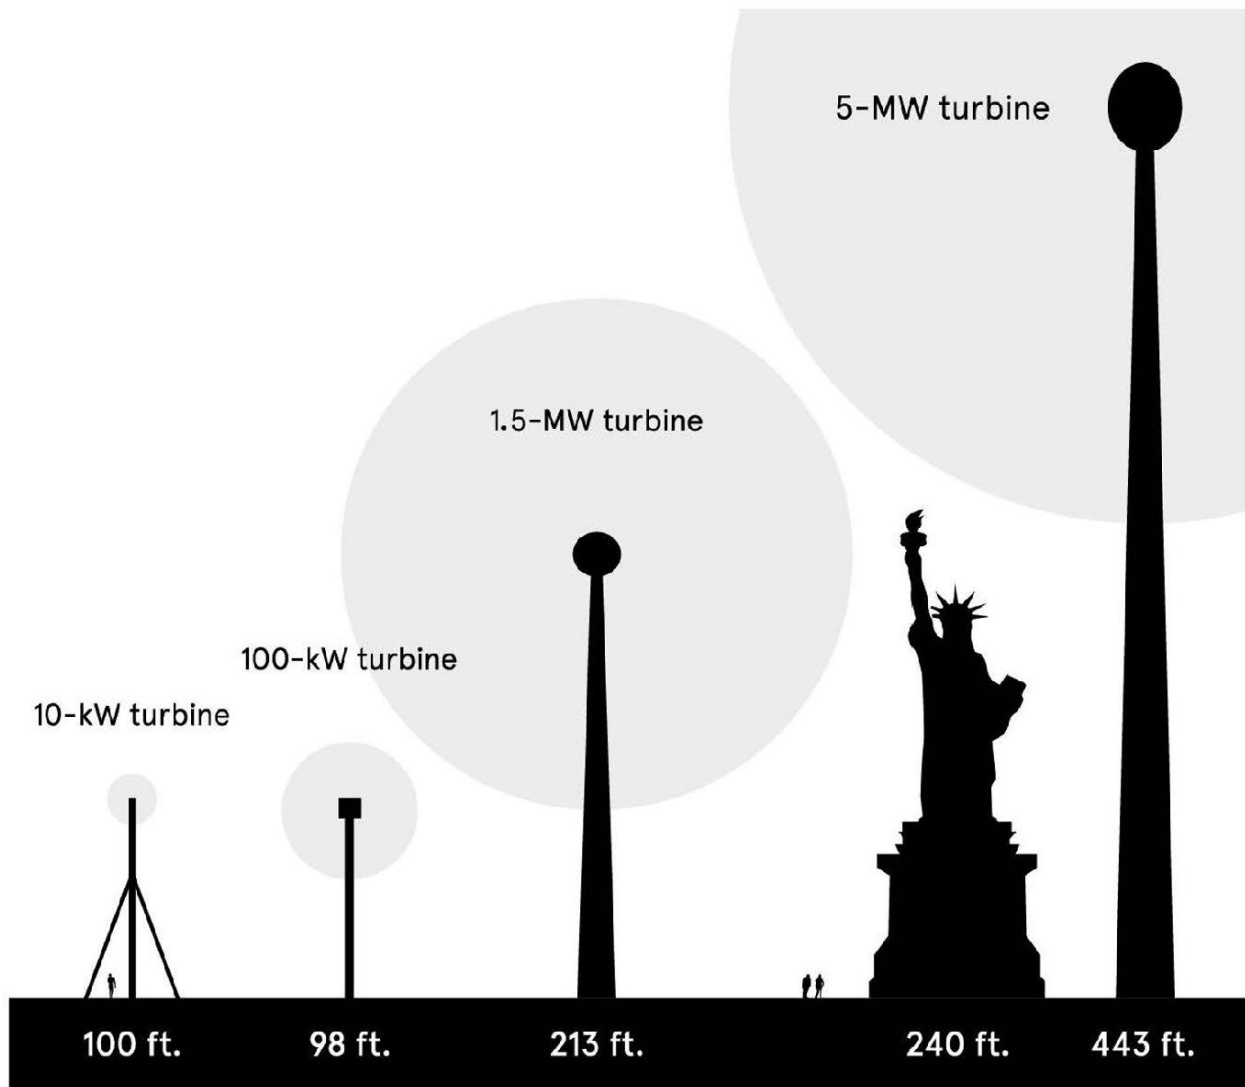 5-MW turbine
1.5-MW turbine
100-kW turbine
10-kW turbine
100 ft.
98 ft.
213 ft.
240 ft.
443 ft.